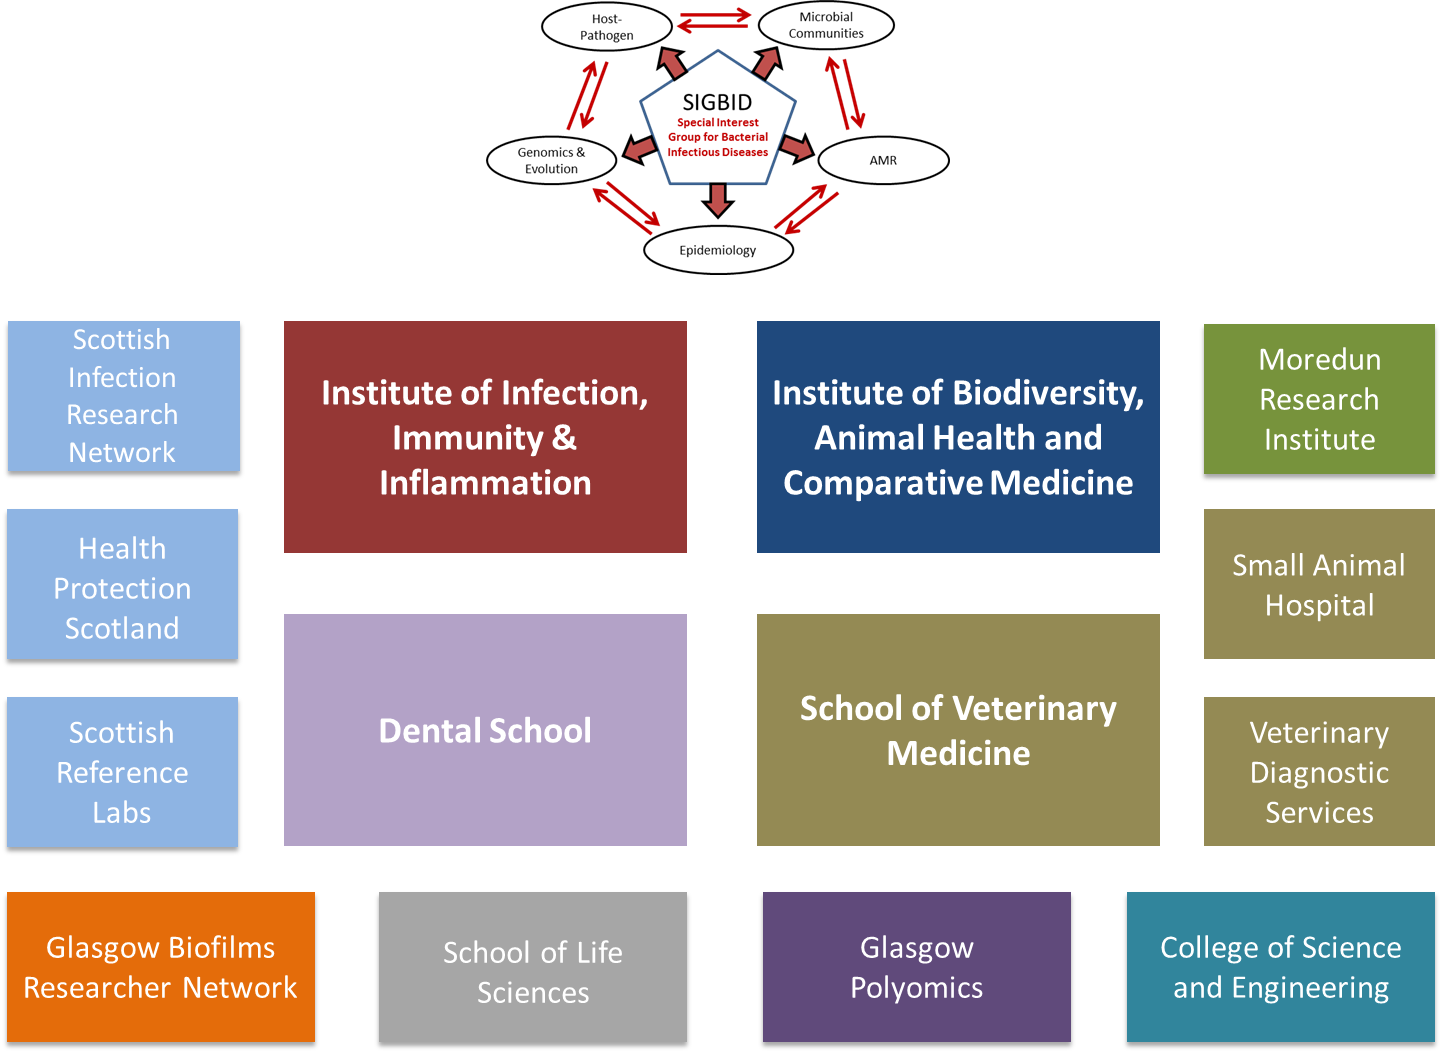 Host-
Pathogen
Microbial
Communities
SIGBID
Special Interest
Group for Bacterial
Infectious Diseases
Genomics &
Evolution
AMR
Epidemiology
Scottish
Infection
Research
Network
Institute of Infection,
Immunity &
Inflammation
Institute of Biodiversity,
Animal Health and
Comparative Medicine
Moredun
Research
Institute
Health
Protection
Scotland
Small Animal
Hospital
Scottish
Reference
Labs
Dental School
School of Veterinary
Medicine
Veterinary
Diagnostic
Services
Glasgow Biofilms
Researcher Network
School of Life
Sciences
Glasgow
Polyomics
College of Science
and Engineering